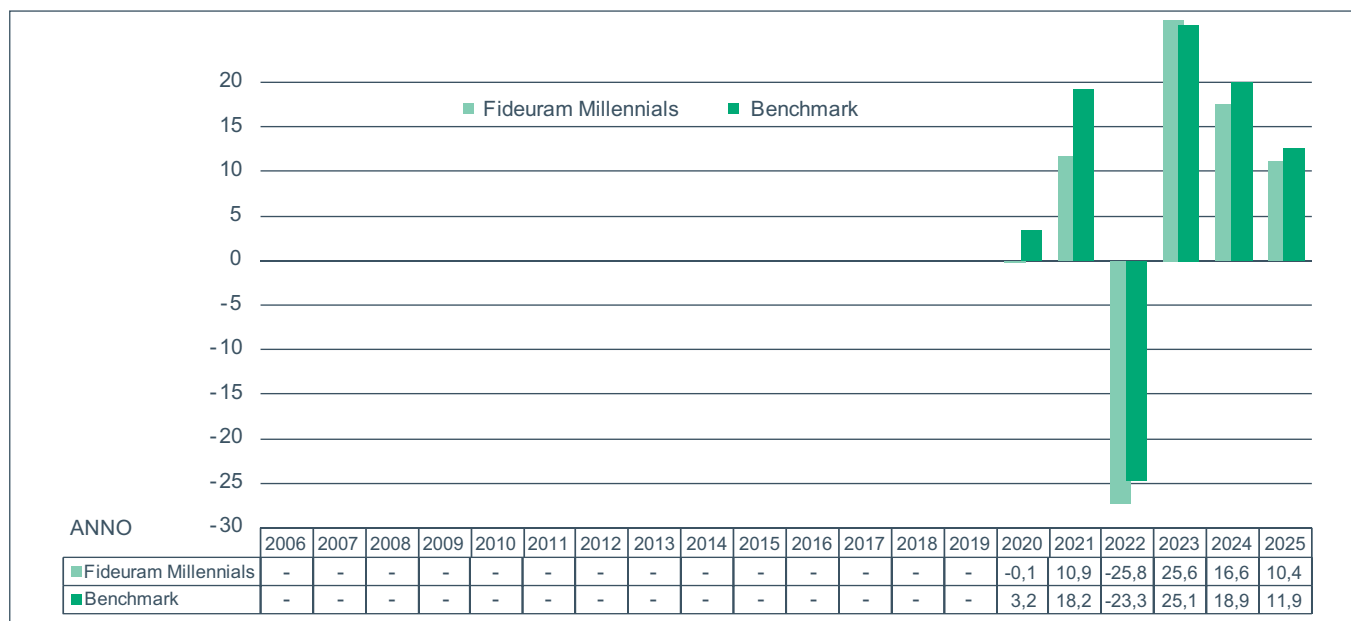 20
15
10
5
0
-5
-10
-15
-20
-25
-30
Fideuram Millennials Benchmark
ANNO
2006 2007 2008 2009 2010 2011 2012 2013 2014 2015 2016 2017 2018 2019 2020 2021 2022 2023 2024 2025
Fideuram Millennials - - - - - - - - - - - - - - -0,1 10,9 -25,8 25,6 16,6 10,4
Benchmark - - - - - - - - - - - - - - 3,2 18,2 -23,3 25,1 18,9 11,9